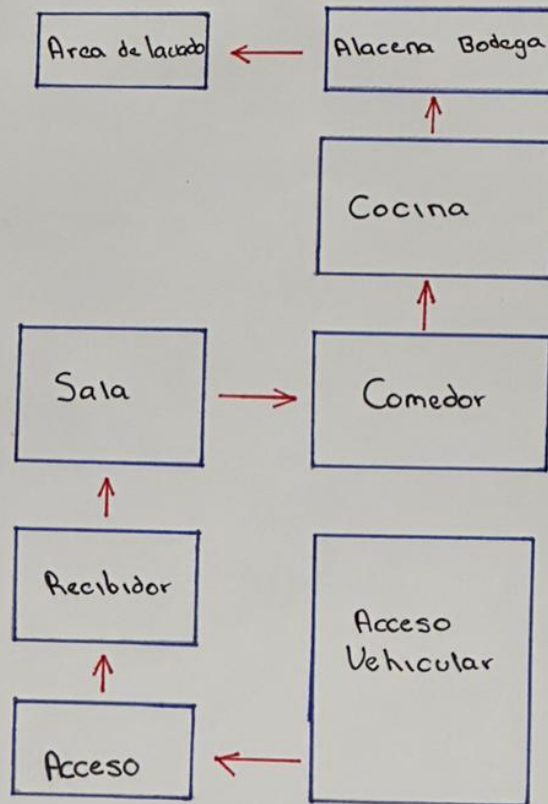 Area de lavado
Alacena Bodega
Cocina
Sala
Comedor
Recibidor
Acceso
Vehicular
Acceso